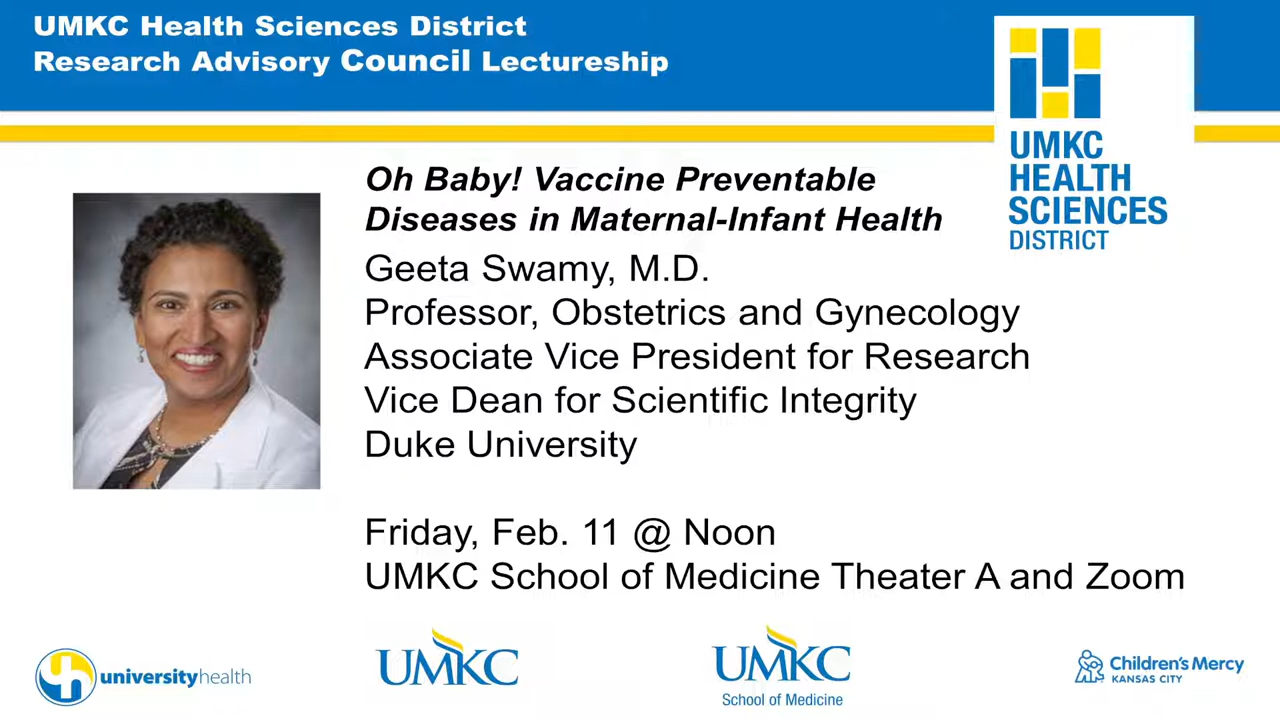 UMKC Health Sciences District
Research Advisory Council Lectureship
UMKC
HEALTH
SCIENCES
DISTRICT
Oh Baby! Vaccine Preventable
Diseases in Maternal-Infant Health
Geeta Swamy, M.D.
Professor, Obstetrics and Gynecology
Associate Vice President for Research
Vice Dean for Scientific Integrity
Duke University
Friday, Feb. 11 @ Noon
UMKC School of Medicine Theater A and Zoom
universityhealth
UMKC
UMKC
School of Medicine
Children's Mercy
KANSAS CITY